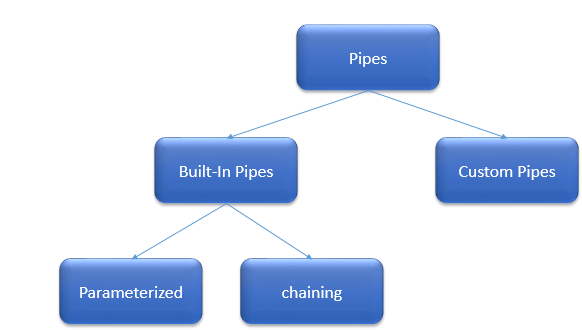 Pipes
Built-In Pipes
Custom Pipes
Parameterized
chaining